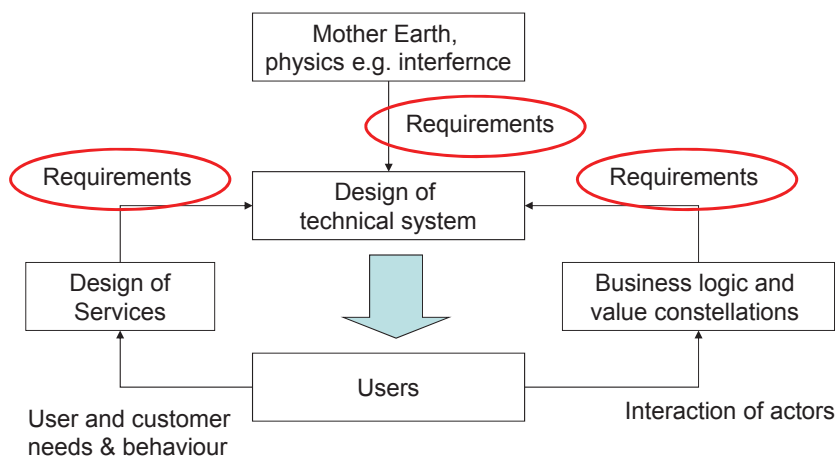 Mother Earth,
physics e.g. interfernce
Requirements
Requirements
Requirements
Design of
technical system
Design of
Services
Business logic and
value constellations
Users
User and customer
needs & behaviour
Interaction of actors